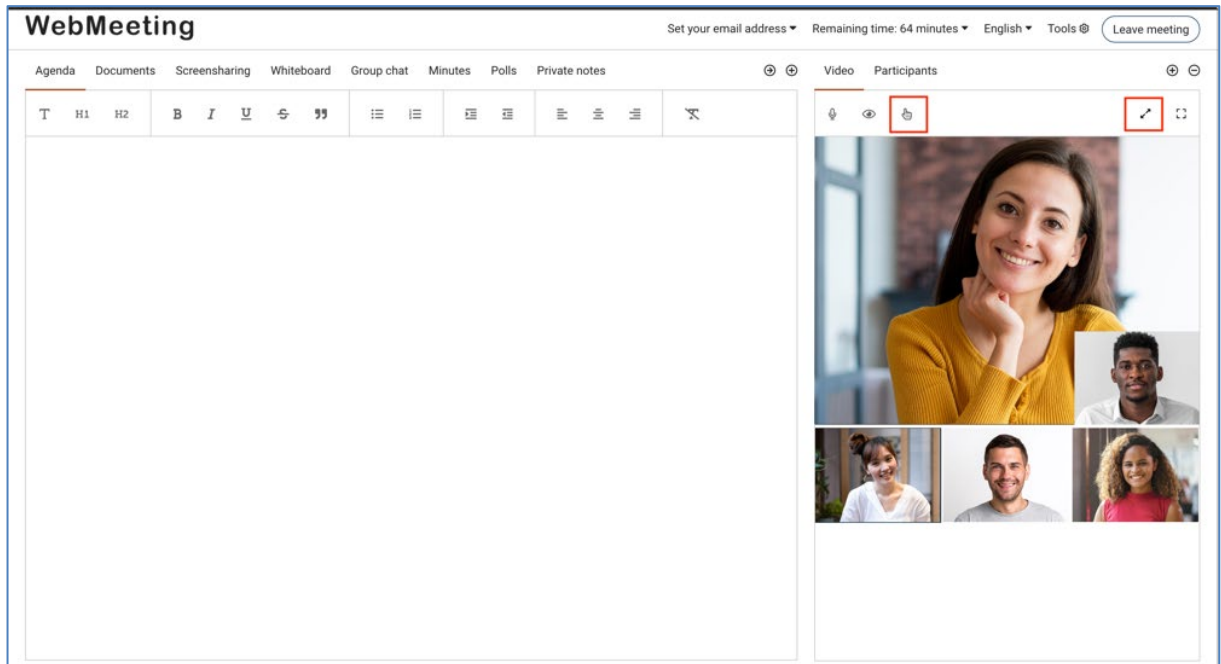 WebMeeting
Set your email address Remaining time: 64 minutes English Tools Leave meeting
Agenda Documents Screensharing Whiteboard Group chat Minutes Polls Private notes
Video Participants
T H1 H2 B I U S